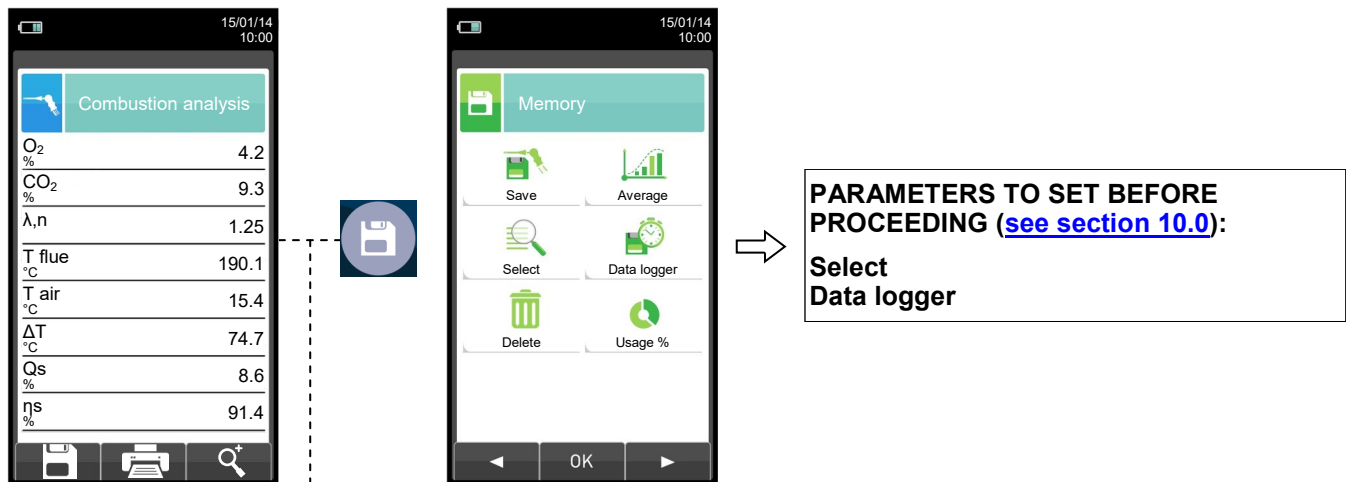 15/01/14
10:00
Combustion analysis
O₂
%
4.2
CO₂
%
9.3
λ,n
1.25
T flue
°C
190.1
T air
°C
15.4
ΔT
°C
74.7
Qs
%
8.6
ηs
%
91.4
15/01/14
10:00
Memory
Save
Average
Select
Data logger
Delete
Usage %
OK
PARAMETERS TO SET BEFORE
PROCEEDING (see section 10.0):
Select
Data logger